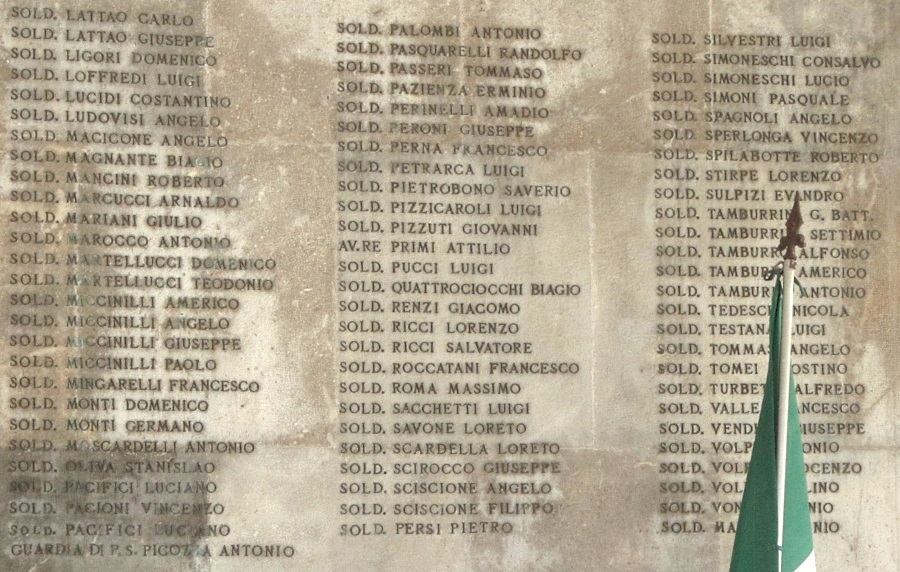 SOLD. LATTAO CARLO
SOLD. LATTAO GIUSEPPE
SOLD. LIGORI DOMENICO
SOLD. LOFFREDI LUIGI
SOLD. LUCIDI COSTANTINO
SOLD. LUDOVISI ANGELO
SOLD. MACICONE ANGELO
SOLD. MAGNANTE BIAGIO
SOLD. MANCINI ROBERTO
SOLD. MARCUCCI ARNALDO
SOLD. MARIANI GIULIO
SOLD. MAROCCO ANTONIO
SOLD. MARTELLUCCI DOMENICO
SOLD. MARTELLUCCI TEODONIO
SOLD. MICCINILLI AMERICO
SOLD. MICCINILLI ANGELO
SOLD. MICCINILLI GIUSEPPE
SOLD. MICCINILLI PAOLO
SOLD. MINGARELLI FRANCESCO
SOLD. MONTI DOMENICO
SOLD. MONTI GERMANO
SOLD. MOSCARDELLI ANTONIO
SOLD. OLIVA STANISLAO
SOLD. PACIFICI LUCIANO
SOLD. PACIONI VINCENZO
SOLD. PACIFICI LUCIANO
GUARDIA DI P.S. PICOZZA ANTONIO
SOLD. PALOMBI ANTONIO
SOLD. PASQUARELLI RANDOLFO
SOLD. PASSERI TOMMASO
SOLD. PAZIENZA ERMINIO
SOLD. PERINELLI AMADIO
SOLD. PERONI GIUSEPPE
SOLD. PERNA FRANCESCO
SOLD. PETRARCA LUIGI
SOLD. PIETROBONO SAVERIO
SOLD. PIZZICAROLI LUIGI
SOLD. PIZZUTI GIOVANNI
AV.RE PRIMI ATTILIO
SOLD. PUCCI LUIGI
SOLD. QUATTROCIOCCHI BIAGIO
SOLD. RENZI GIACOMO
SOLD. RICCI LORENZO
SOLD. RICCI SALVATORE
SOLD. ROCCATANI FRANCESCO
SOLD. ROMA MASSIMO
SOLD. SACCHETTI LUIGI
SOLD. SAVONE LORETO
SOLD. SCARDELLA LORETO
SOLD. SCIROCCO GIUSEPPE
SOLD. SCISCIONE ANGELO
SOLD. SCISCIONE FILIPPO
SOLD. PERSI PIETRO
SOLD. SILVESTRI LUIGI
SOLD. SIMONESCHI CONSALVO
SOLD. SIMONESCHI LUCIO
SOLD. SIMONI PASQUALE
SOLD. SPAGNOLI ANGELO
SOLD. SPERLONGA VINCENZO
SOLD. SPILABOTTE ROBERTO
SOLD. STIRPE LORENZO
SOLD. SULPIZI EVANDRO
SOLD. G. BATT.
SOLD. SETTIMIO
SOLD. ALFONSO
SOLD. AMERICO
SOLD. ANTONIO
SOLD. TEDESCHI NICOLA
SOLD. TESTANI LUIGI
SOLD. ANGELO
SOLD. TOMEI
SOLD. ALFREDO
SOLD. VALLE
SOLD. GIUSEPPE
SOLD.
SOLD.
SOLD.
SOLD.
SOLD.